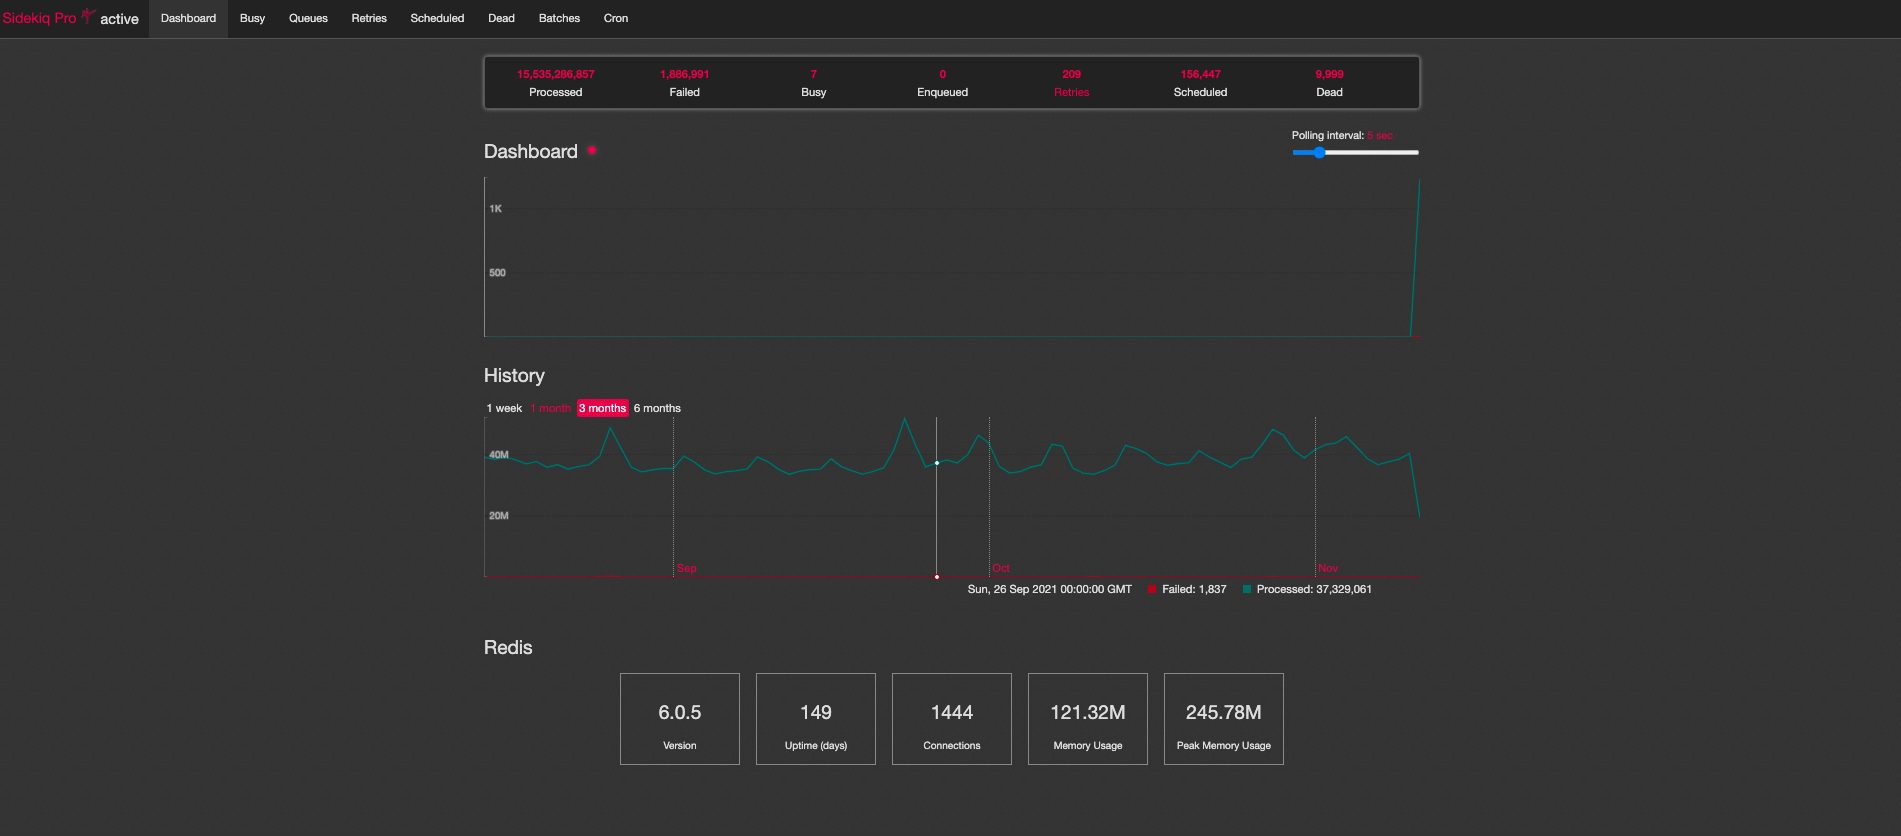 Sidekiq Pro active Dashboard Busy Queues Retries Scheduled Dead Batches Cron
15,535,286,857 1,886,991 7 0 209 156,447 9,999
Processed Failed Busy Enqueued Retries Scheduled Dead
Polling interval: 5 sec
Dashboard
1K
500
History
1 week 1 month 3 months 6 months
40M
20M
Sep Oct Nov
Sun, 26 Sep 2021 00:00:00 GMT Failed: 1,837 Processed: 37,329,061
Redis
6.0.5 149 1444 121.32M 245.78M
Version Uptime (days) Connections Memory Usage Peak Memory Usage